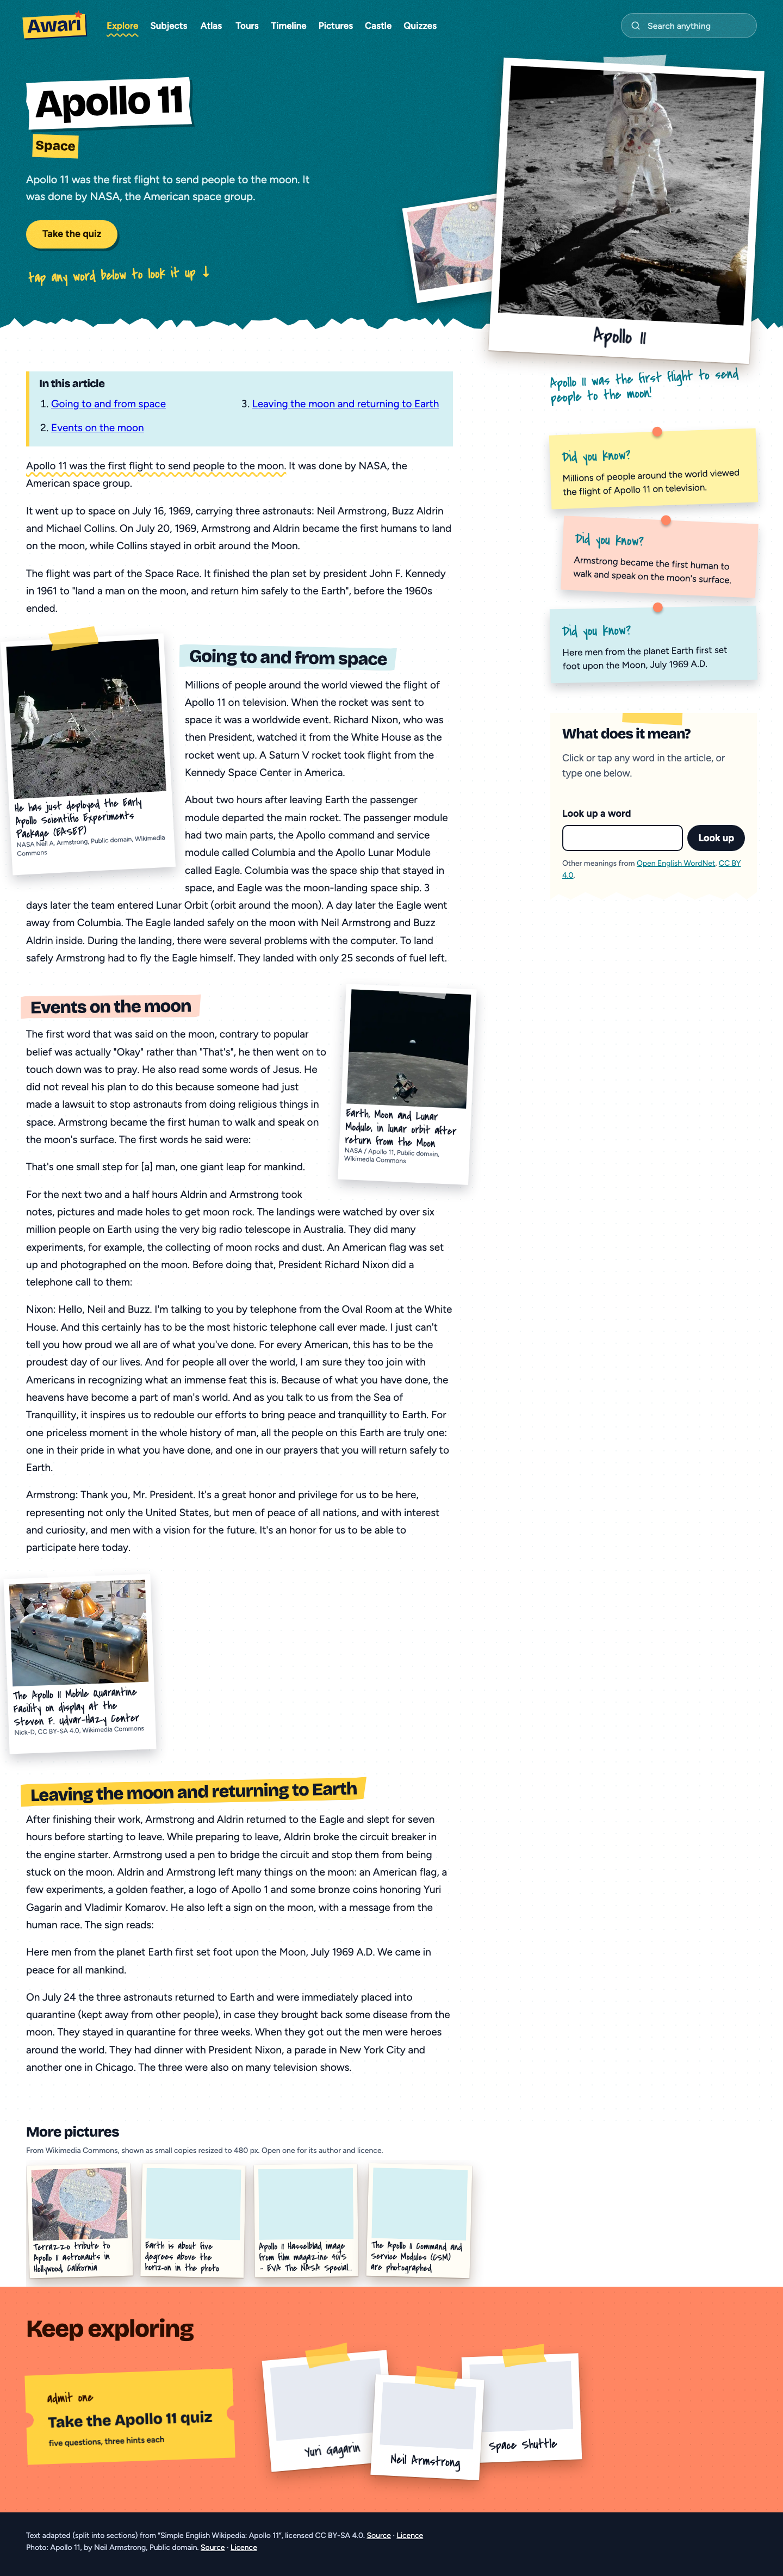 Awari
Explore Subjects Atlas Tours Timeline Pictures Castle Quizzes
Search anything
Apollo 11
Space
Apollo 11 was the first flight to send people to the moon. It
was done by NASA, the American space group.
Take the quiz
tap any word below to look it up ↓
Apollo 11
Apollo 11 was the first flight to send
people to the moon!
In this article
1. Going to and from space
2. Events on the moon
3. Leaving the moon and returning to Earth
Apollo 11 was the first flight to send people to the moon. It was done by NASA, the
American space group.
It went up to space on July 16, 1969, carrying three astronauts: Neil Armstrong, Buzz Aldrin
and Michael Collins. On July 20, 1969, Armstrong and Aldrin became the first humans to land
on the moon, while Collins stayed in orbit around the Moon.
The flight was part of the Space Race. It finished the plan set by president John F. Kennedy
in 1961 to "land a man on the moon, and return him safely to the Earth", before the 1960s
ended.
Did you know?
Millions of people around the world viewed
the flight of Apollo 11 on television.
Did you know?
Armstrong became the first human to
walk and speak on the moon's surface.
Did you know?
Here men from the planet Earth first set
foot upon the Moon, July 1969 A.D.
What does it mean?
Click or tap any word in the article, or
type one below.
Look up a word
Look up
Other meanings from Open English WordNet, CC BY
4.0.
He has just deployed the Early
Apollo Scientific Experiments
Package (EASEP)
NASA Neil A. Armstrong, Public domain, Wikimedia
Commons
Going to and from space
Millions of people around the world viewed the flight of
Apollo 11 on television. When the rocket was sent to
space it was a worldwide event. Richard Nixon, who was
then President, watched it from the White House as the
rocket went up. A Saturn V rocket took flight from the
Kennedy Space Center in America.
About two hours after leaving Earth the passenger
module departed the main rocket. The passenger module
had two main parts, the Apollo command and service
module called Columbia and the Apollo Lunar Module
called Eagle. Columbia was the space ship that stayed in
space, and Eagle was the moon-landing space ship. 3
days later the team entered Lunar Orbit (orbit around the moon). A day later the Eagle went
away from Columbia. The Eagle landed safely on the moon with Neil Armstrong and Buzz
Aldrin inside. During the landing, there were several problems with the computer. To land
safely Armstrong had to fly the Eagle himself. They landed with only 25 seconds of fuel left.
Events on the moon
The first word that was said on the moon, contrary to popular
belief was actually "Okay" rather than "That's", he then went on to
touch down was to pray. He also read some words of Jesus. He
did not reveal his plan to do this because someone had just
made a lawsuit to stop astronauts from doing religious things in
space. Armstrong became the first human to walk and speak on
the moon's surface. The first words he said were:
That's one small step for [a] man, one giant leap for mankind.
Earth, Moon and Lunar
Module, in lunar orbit after
return from the Moon
NASA / Apollo 11, Public domain,
Wikimedia Commons
For the next two and a half hours Aldrin and Armstrong took
notes, pictures and made holes to get moon rock. The landings were watched by over six
million people on Earth using the very big radio telescope in Australia. They did many
experiments, for example, the collecting of moon rocks and dust. An American flag was set
up and photographed on the moon. Before doing that, President Richard Nixon did a
telephone call to them:
Nixon: Hello, Neil and Buzz. I'm talking to you by telephone from the Oval Room at the White
House. And this certainly has to be the most historic telephone call ever made. I just can't
tell you how proud we all are of what you've done. For every American, this has to be the
proudest day of our lives. And for people all over the world, I am sure they too join with
Americans in recognizing what an immense feat this is. Because of what you have done, the
heavens have become a part of man's world. And as you talk to us from the Sea of
Tranquillity, it inspires us to redouble our efforts to bring peace and tranquillity to Earth. For
one priceless moment in the whole history of man, all the people on this Earth are truly one:
one in their pride in what you have done, and one in our prayers that you will return safely to
Earth.
Armstrong: Thank you, Mr. President. It's a great honor and privilege for us to be here,
representing not only the United States, but men of peace of all nations, and with interest
and curiosity, and men with a vision for the future. It's an honor for us to be able to
participate here today.
The Apollo 11 Mobile Quarantine
Facility on display at the
Steven F. Udvar-Hazy Center
Nick-D, CC BY-SA 4.0, Wikimedia Commons
Leaving the moon and returning to Earth
After finishing their work, Armstrong and Aldrin returned to the Eagle and slept for seven
hours before starting to leave. While preparing to leave, Aldrin broke the circuit breaker in
the engine starter. Armstrong used a pen to bridge the circuit and stop them from being
stuck on the moon. Aldrin and Armstrong left many things on the moon: an American flag, a
few experiments, a golden feather, a logo of Apollo 1 and some bronze coins honoring Yuri
Gagarin and Vladimir Komarov. He also left a sign on the moon, with a message from the
human race. The sign reads:
Here men from the planet Earth first set foot upon the Moon, July 1969 A.D. We came in
peace for all mankind.
On July 24 the three astronauts returned to Earth and were immediately placed into
quarantine (kept away from other people), in case they brought back some disease from the
moon. They stayed in quarantine for three weeks. When they got out the men were heroes
around the world. They had dinner with President Nixon, a parade in New York City and
another one in Chicago. The three were also on many television shows.
More pictures
From Wikimedia Commons, shown as small copies resized to 480 px. Open one for its author and licence.
Terrazzo tribute to
Apollo 11 astronauts in
Hollywood, California
Earth is about five
degrees above the
horizon in the photo
Apollo 11 Hasselblad image
from film magazine 40/S
- EVA The NASA Special…
The Apollo 11 Command and
Service Modules (CSM)
are photographed
Keep exploring
admit one
Take the Apollo 11 quiz
five questions, three hints each
Yuri Gagarin
Neil Armstrong
Space Shuttle
Text adapted (split into sections) from "Simple English Wikipedia: Apollo 11", licensed CC BY-SA 4.0. Source · Licence
Photo: Apollo 11, by Neil Armstrong, Public domain. Source · Licence